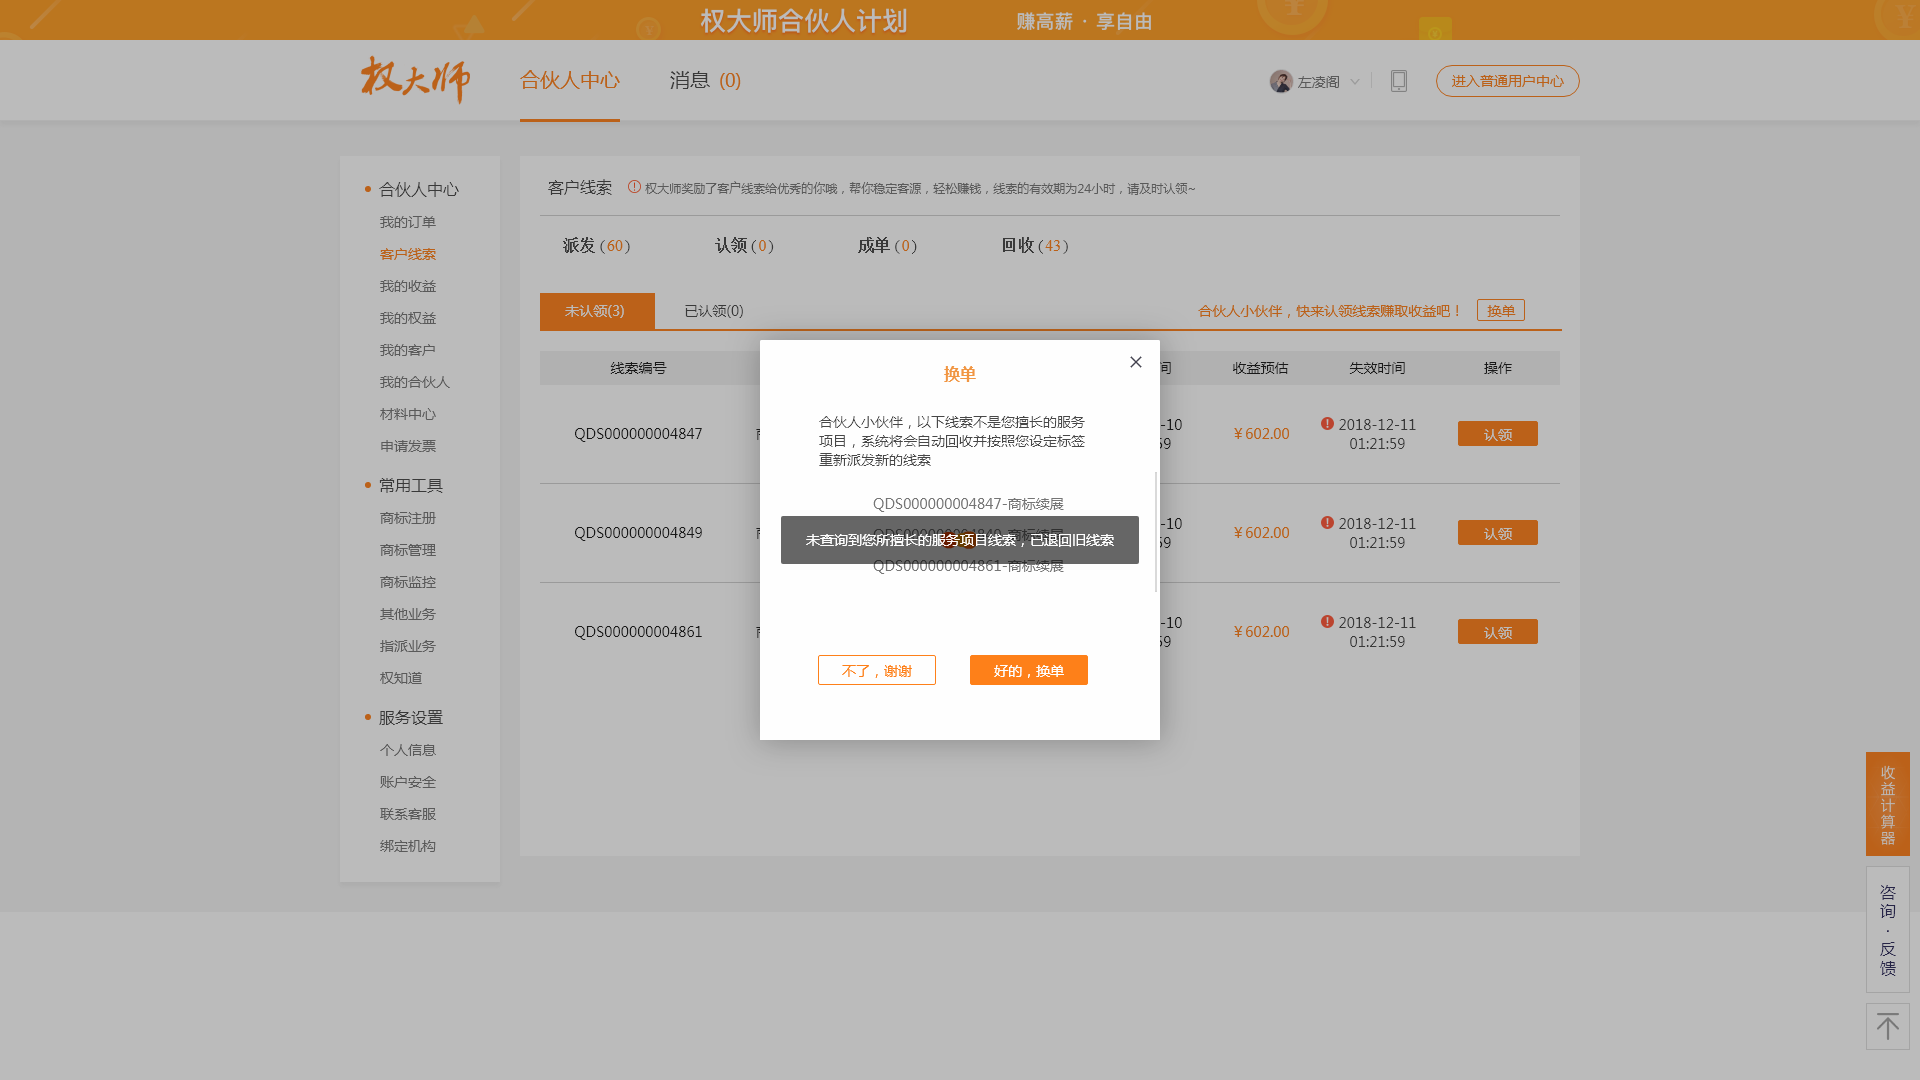 权大师合伙人计划 赚高薪 · 享自由
权大师 合伙人中心 消息 (0) 左凌阁 进入普通用户中心
合伙人中心
我的订单
客户线索
我的收益
我的权益
我的客户
我的合伙人
材料中心
申请发票
常用工具
商标注册
商标管理
商标监控
其他业务
指派业务
权知道
服务设置
个人信息
账户安全
联系客服
绑定机构
客户线索 权大师奖励了客户线索给优秀的你哦，帮你稳定客源，轻松赚钱，线索的有效期为24小时，请及时认领~
派发(60) 认领(0) 成单(0) 回收(43)
未认领(3) 已认领(0) 合伙人小伙伴，快来认领线索赚取收益吧！ 换单
线索编号 间 收益预估 失效时间 操作
QDS000000004847 -10 ￥602.00 2018-12-11 认领
59 01:21:59
QDS000000004849 -10 ￥602.00 2018-12-11 认领
59 01:21:59
QDS000000004861 -10 ￥602.00 2018-12-11 认领
59 01:21:59
换单
合伙人小伙伴，以下线索不是您擅长的服务
项目，系统将会自动回收并按照您设定标签
重新派发新的线索
QDS000000004847-商标续展
QDS000000004849-商标续展
未查询到您所擅长的服务项目线索，已退回旧线索
QDS000000004861-商标续展
不了，谢谢 好的，换单
收益计算器
咨询·反馈